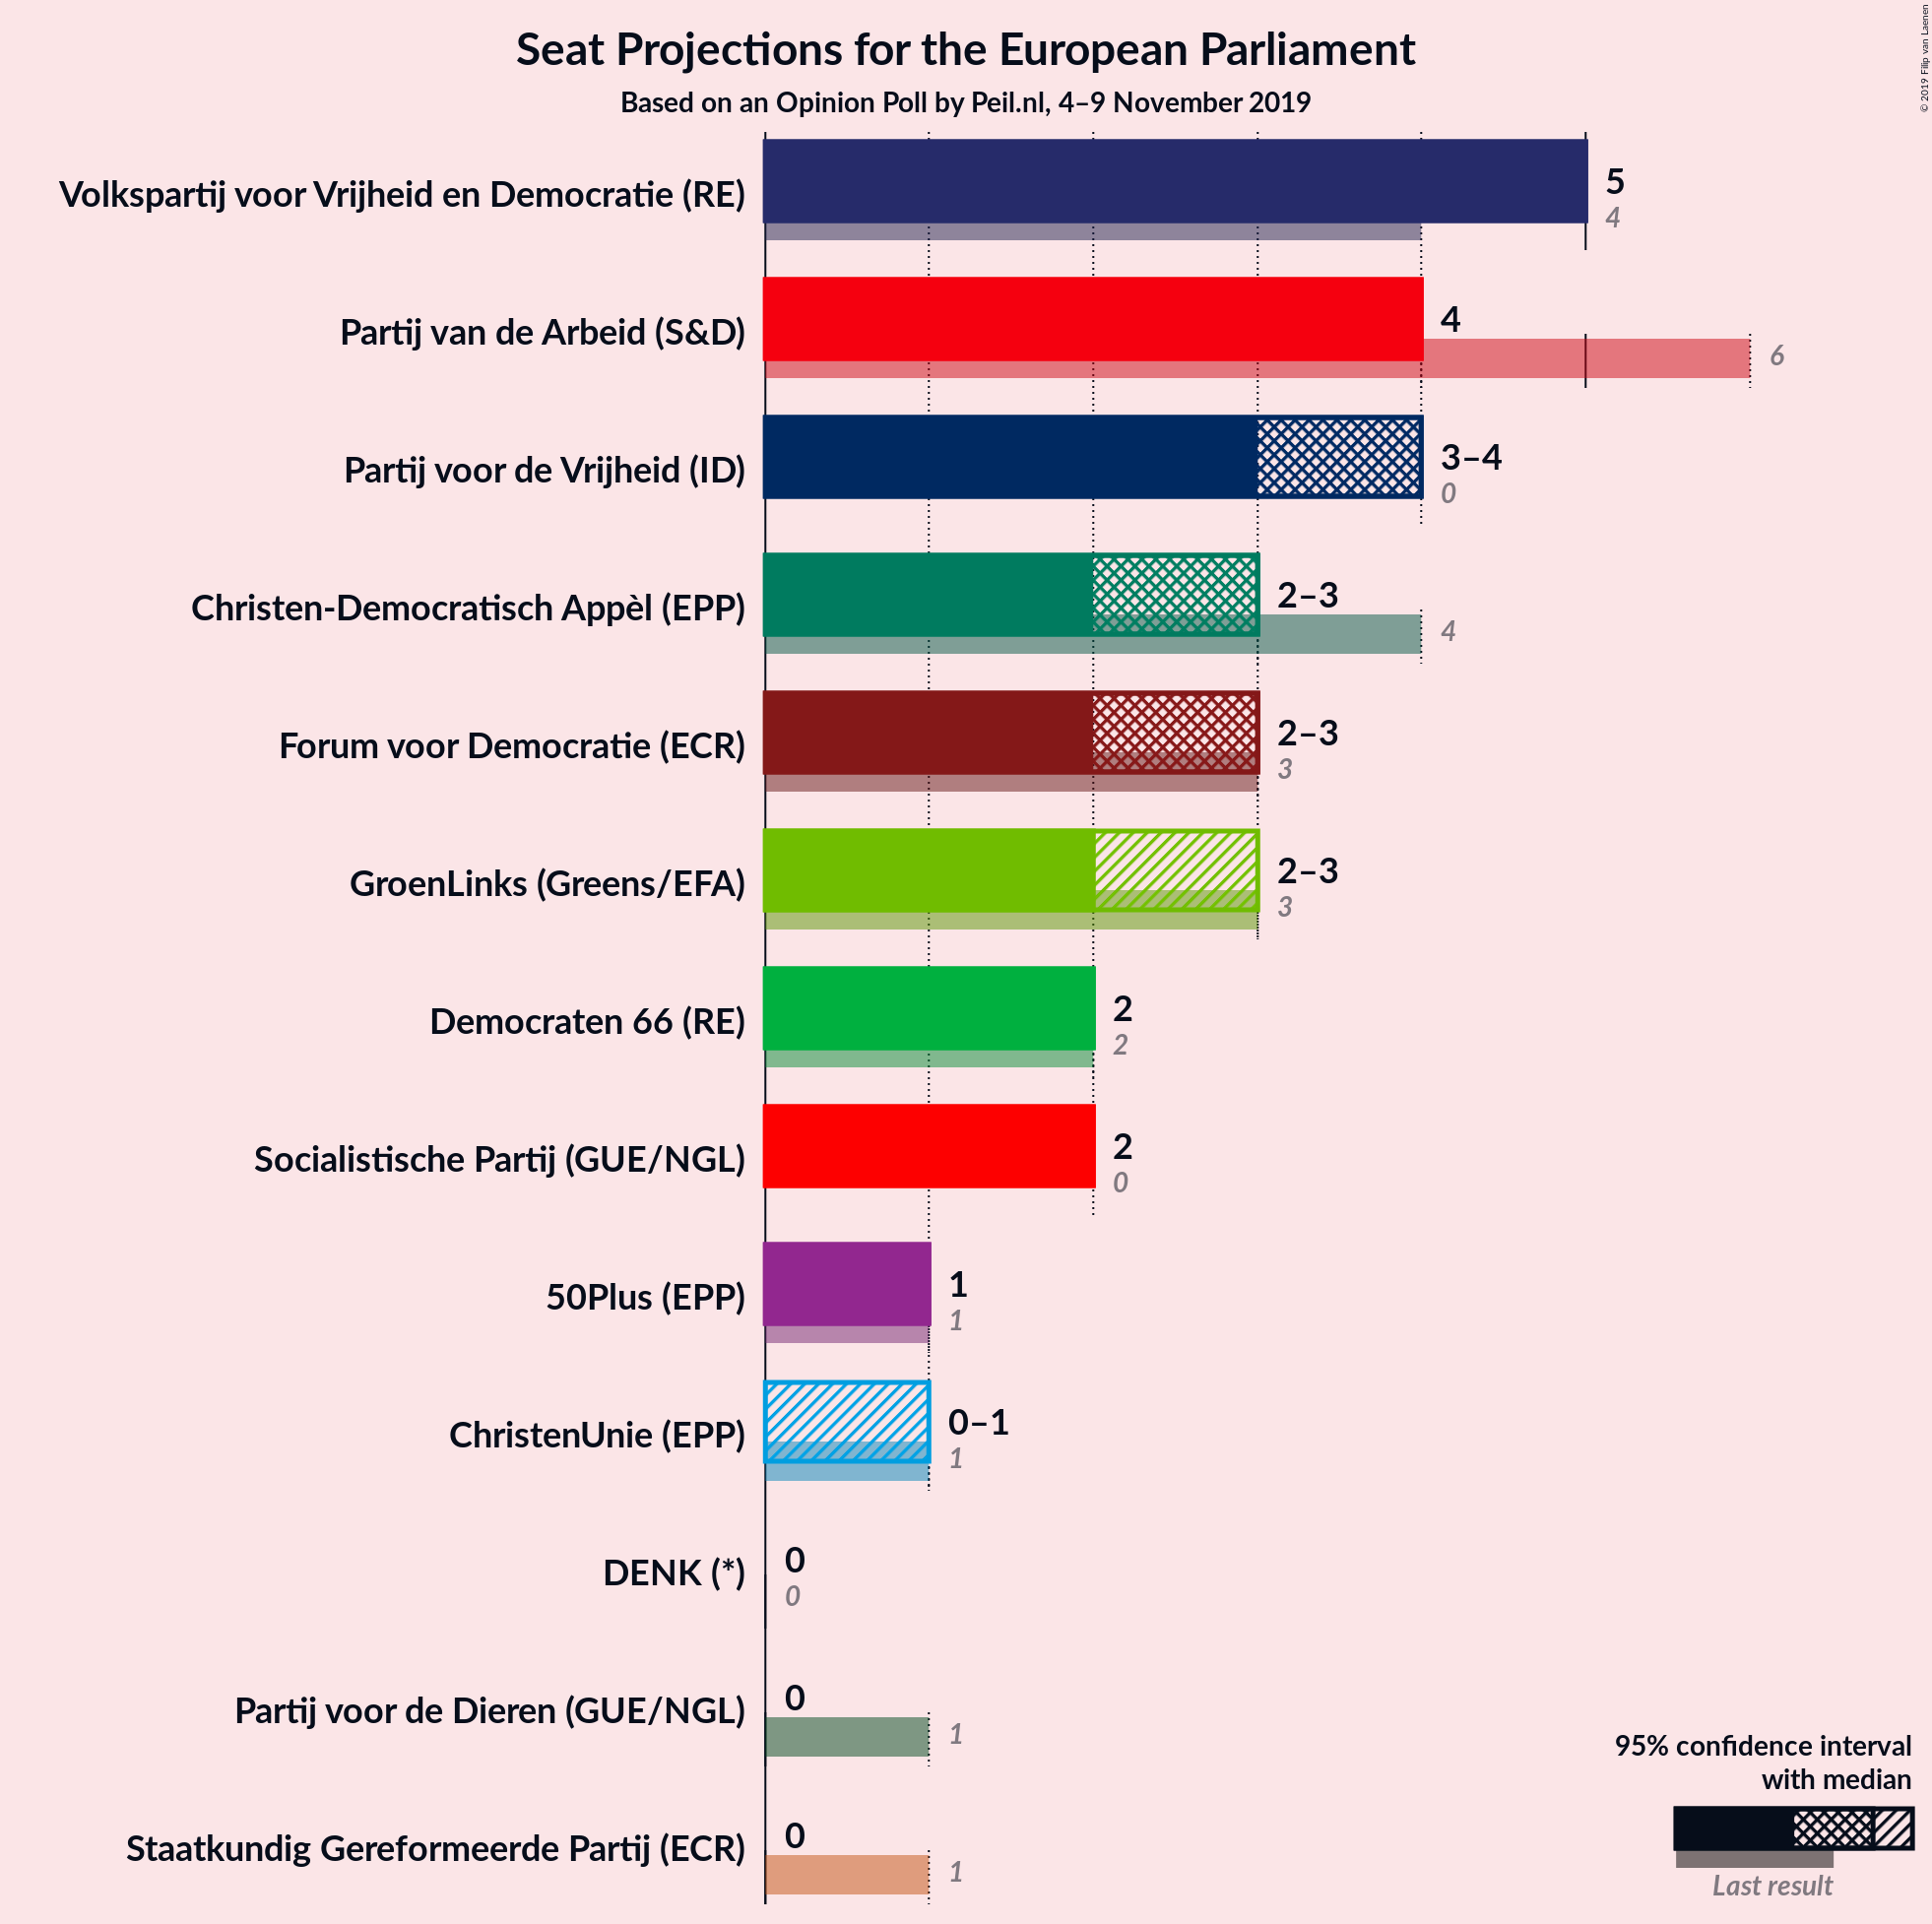 Seat Projections for the European Parliament
Based on an Opinion Poll by Peil.nl, 4–9 November 2019
© 2019 Filip van Laenen
Volkspartij voor Vrijheid en Democratie (RE)
5
4
Partij van de Arbeid (S&D)
4
6
Partij voor de Vrijheid (ID)
3–4
0
Christen-Democratisch Appèl (EPP)
2–3
4
Forum voor Democratie (ECR)
2–3
3
GroenLinks (Greens/EFA)
2–3
3
Democraten 66 (RE)
2
2
Socialistische Partij (GUE/NGL)
2
0
50Plus (EPP)
1
1
ChristenUnie (EPP)
0–1
1
DENK (*)
0
0
Partij voor de Dieren (GUE/NGL)
0
1
Staatkundig Gereformeerde Partij (ECR)
0
1
95% confidence interval
with median
Last result